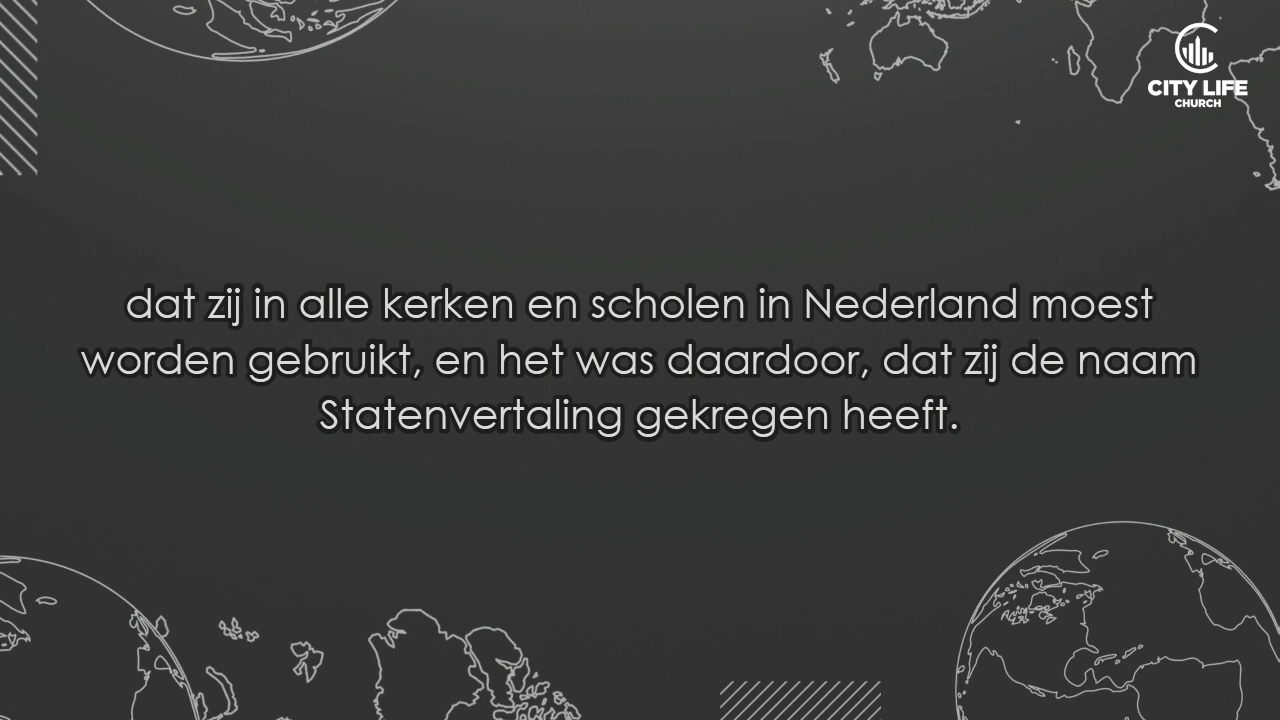 CITY LIFE
CHURCH
dat zij in alle kerken en scholen in Nederland moest
worden gebruikt, en het was daardoor, dat zij de naam
Statenvertaling gekregen heeft.